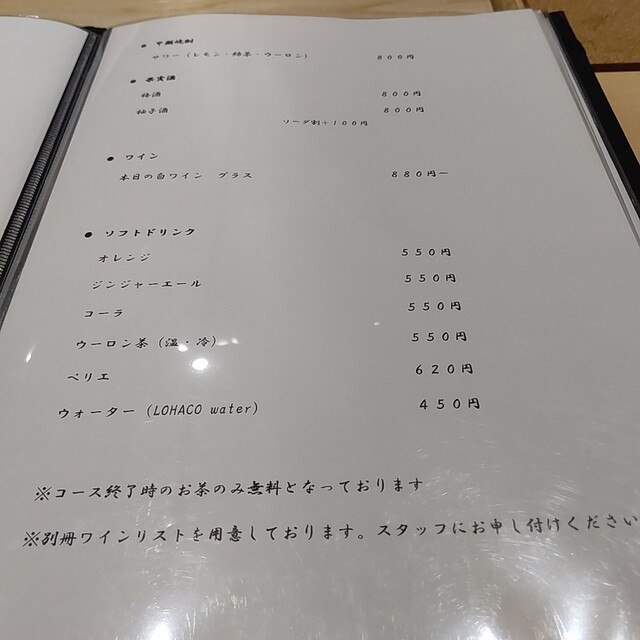 ● 甲類焼酎
サワー（レモン・緑茶・ウーロン） 800円
● 果実酒
梅酒 800円
柚子酒 800円
ソーダ割＋100円
● ワイン
本日の白ワイン グラス 880円～
● ソフトドリンク
オレンジ 550円
ジンジャーエール 550円
コーラ 550円
ウーロン茶（温・冷） 550円
ペリエ 620円
ウォーター（LOHACO water） 450円
※コース終了時のお茶のみ無料となっております
※別冊ワインリストを用意しております。スタッフにお申し付けください